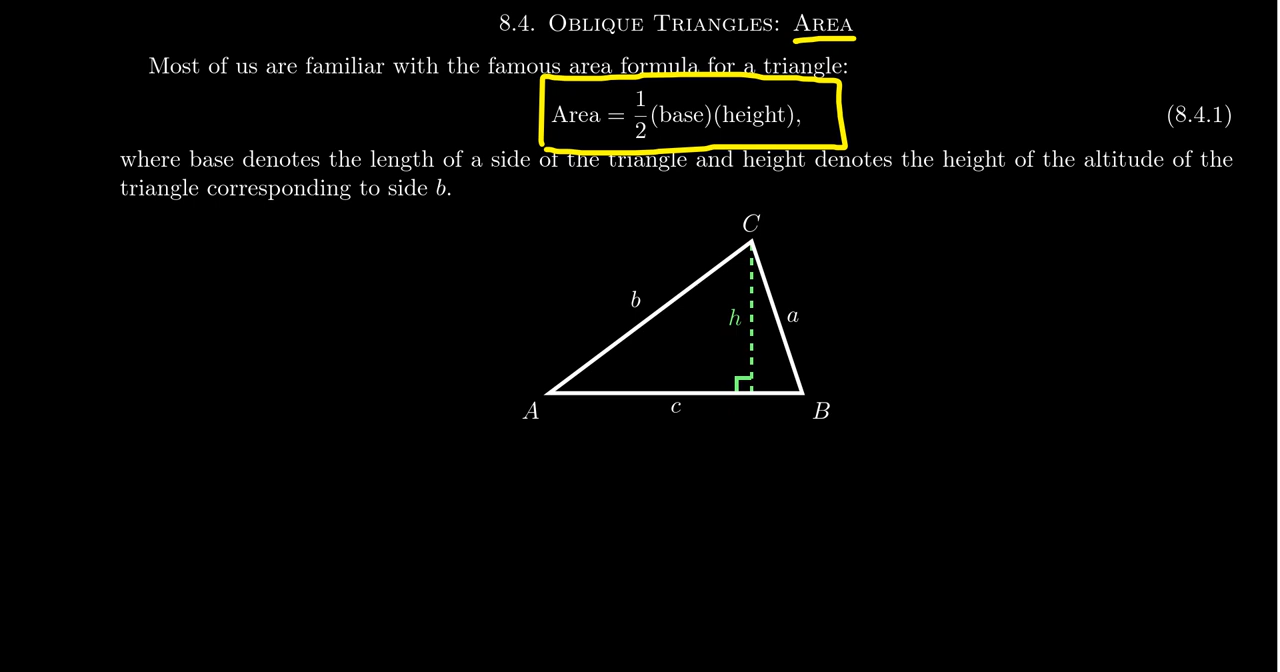 8.4. OBLIQUE TRIANGLES: AREA
Most of us are familiar with the famous area formula for a triangle:
Area = \frac{1}{2}(base)(height), (8.4.1)
where base denotes the length of a side of the triangle and height denotes the height of the altitude of the
triangle corresponding to side b.
C
b
h
a
A
c
B